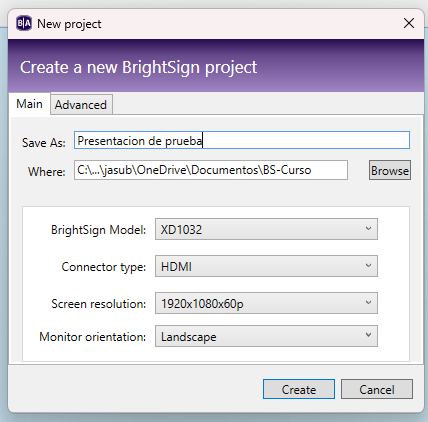 B|A New project
Create a new BrightSign project
Main Advanced
Save As: Presentacion de prueba
Where: C:\...\jasub\OneDrive\Documentos\BS-Curso Browse
BrightSign Model: XD1032
Connector type: HDMI
Screen resolution: 1920x1080x60p
Monitor orientation: Landscape
Create Cancel